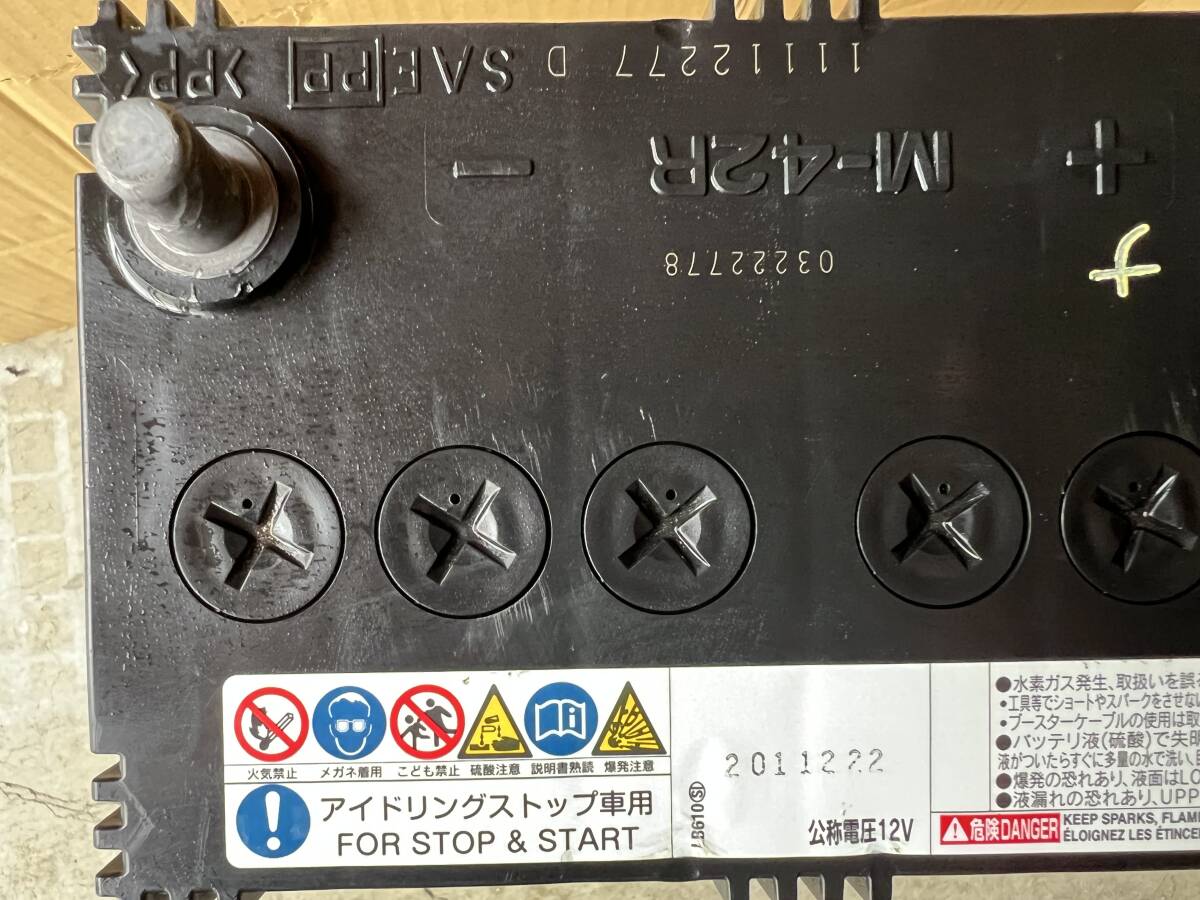 >PP< PP SAE
11112277 D
− M-42R +
03222778
f
火気禁止 メガネ着用 こども禁止 硫酸注意 説明書熟読 爆発注意
アイドリングストップ車用
FOR STOP & START
LB610 SD
2011222
公称電圧12V
●水素ガス発生、取扱いを誤
・工具等でショートやスパークをさせな
・ブースターケーブルの使用は取
●バッテリ液(硫酸)で失明
液がついたらすぐに多量の水で洗い、
●爆発の恐れあり、液面はLO
●液漏れの恐れあり、UPP
危険DANGER
KEEP SPARKS, FLAM
ÉLOIGNEZ LES ÉTINCE